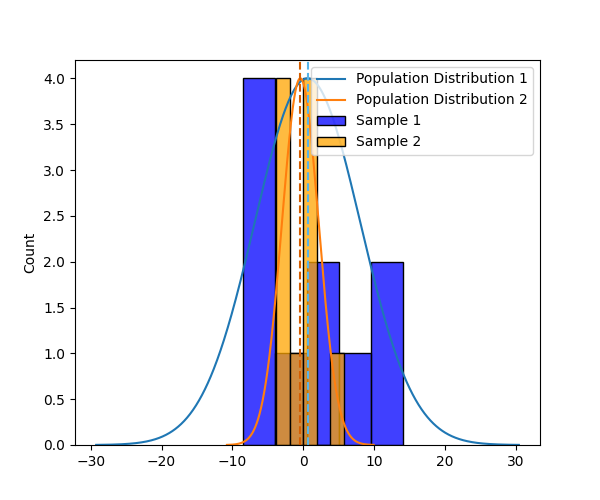 Population Distribution 1
Population Distribution 2
Sample 1
Sample 2
Count
4.0
3.5
3.0
2.5
2.0
1.5
1.0
0.5
0.0
−30 −20 −10 0 10 20 30